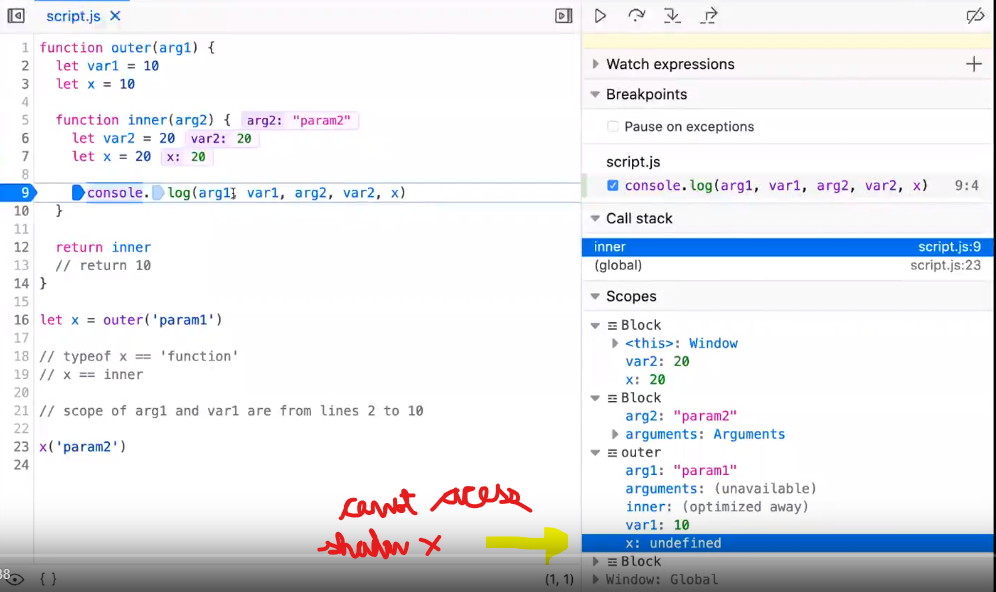 script.js
1 function outer(arg1) {
2 let var1 = 10
3 let x = 10
4
5 function inner(arg2) { arg2: "param2"
6 let var2 = 20 var2: 20
7 let x = 20 x: 20
8
9 console.log(arg1, var1, arg2, var2, x)
10 }
11
12 return inner
13 // return 10
14 }
15
16 let x = outer('param1')
17
18 // typeof x == 'function'
19 // x == inner
20
21 // scope of arg1 and var1 are from lines 2 to 10
22
23 x('param2')
24
cannot access
shadow x
38
{ }
(1, 1)
Watch expressions
Breakpoints
Pause on exceptions
script.js
console.log(arg1, var1, arg2, var2, x) 9:4
Call stack
inner script.js:9
(global) script.js:23
Scopes
Block
<this>: Window
var2: 20
x: 20
Block
arg2: "param2"
arguments: Arguments
outer
arg1: "param1"
arguments: (unavailable)
inner: (optimized away)
var1: 10
x: undefined
Block
Window: Global